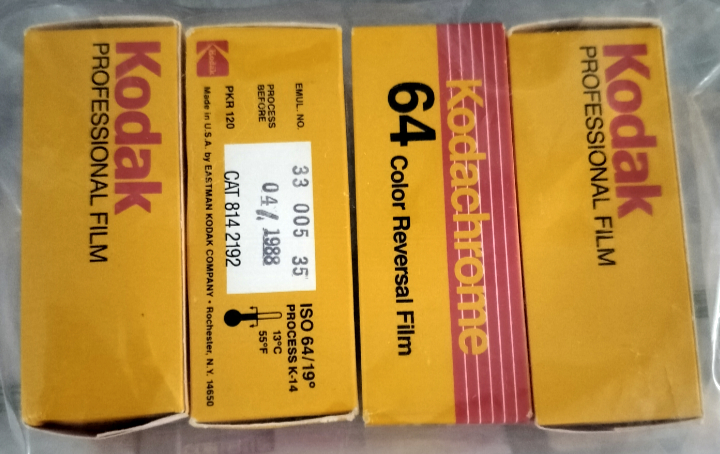 Kodak
PROFESSIONAL FILM
Kodak
EMUL. NO.
33 005 35
PROCESS
BEFORE
04/ 1988
PKR 120
CAT 814 2192
Made in U.S.A. by EASTMAN KODAK COMPANY • Rochester, N.Y. 14650
ISO 64/19°
PROCESS K-14
13°C
55°F
Kodachrome
64 Color Reversal Film
Kodak
PROFESSIONAL FILM